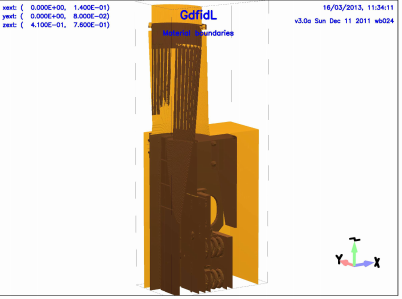 xext: ( 0.000E+00, 1.400E-01)
yext: ( 0.000E+00, 8.000E-02)
zext: ( 4.100E-01, 7.600E-01)
GdfidL
Material boundaries
16/03/2013, 11:34:11
v3.0a Sun Dec 11 2011 wb024
Z
Y
X